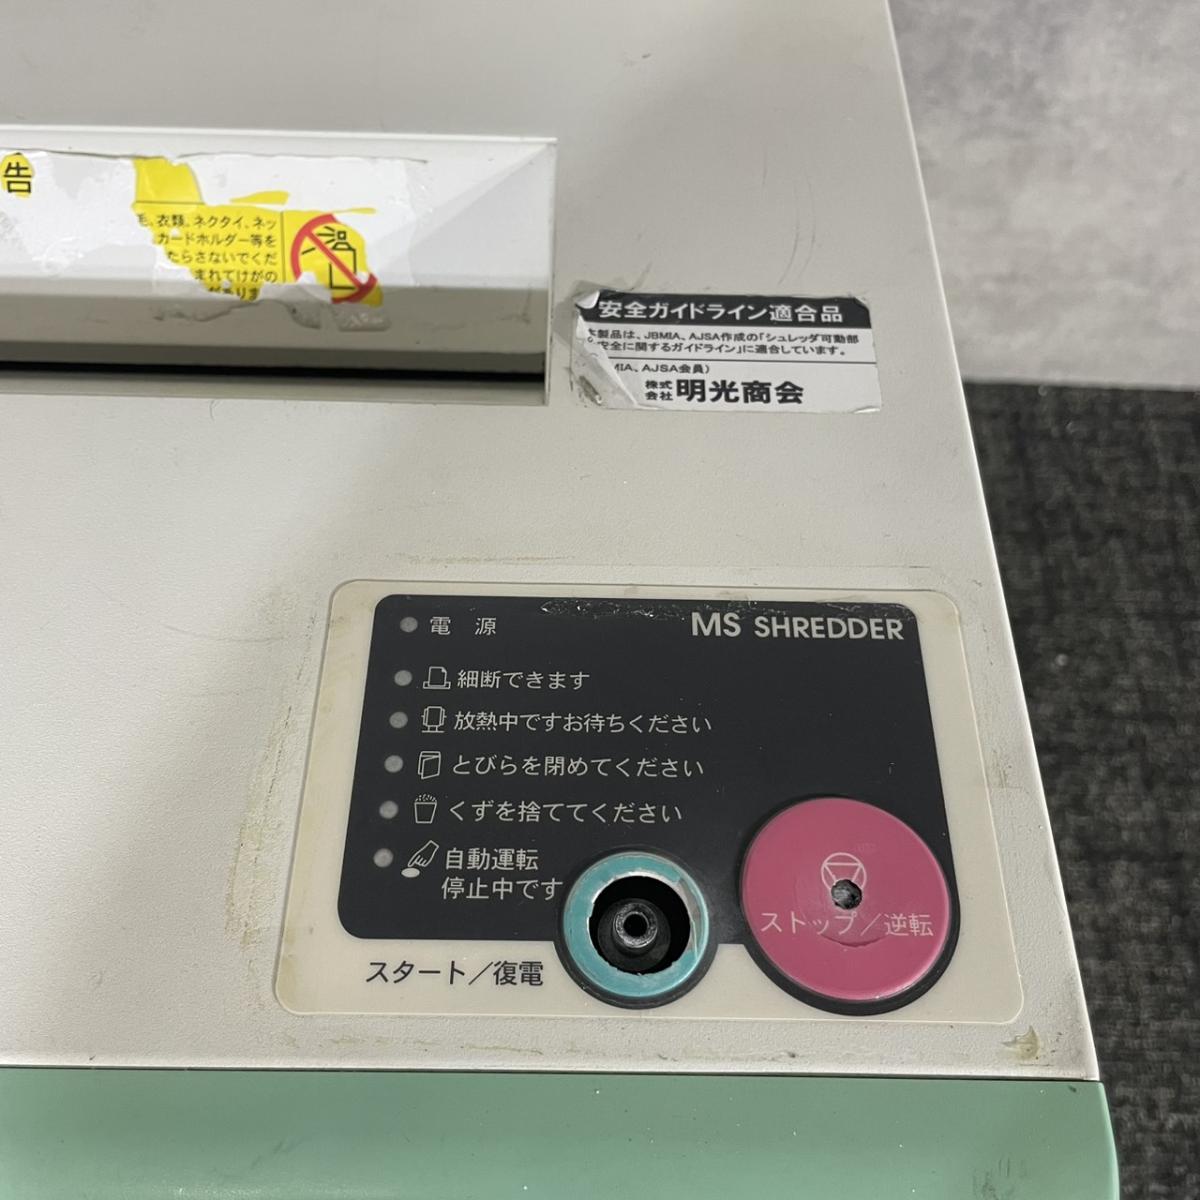 告
毛、衣類、ネクタイ、ネッ
カードホルダー等を
たらさないでくだ
まれてけがの
があります
安全ガイドライン適合品
本製品は、JBMIA、AJSA作成の「シュレッダ可動部
安全に関するガイドライン」に適合しています。
MIA、AJSA会員)
株式会社 明光商会
電源
MS SHREDDER
細断できます
放熱中ですお待ちください
とびらを閉めてください
くずを捨ててください
自動運転
停止中です
ストップ/逆転
スタート/復電